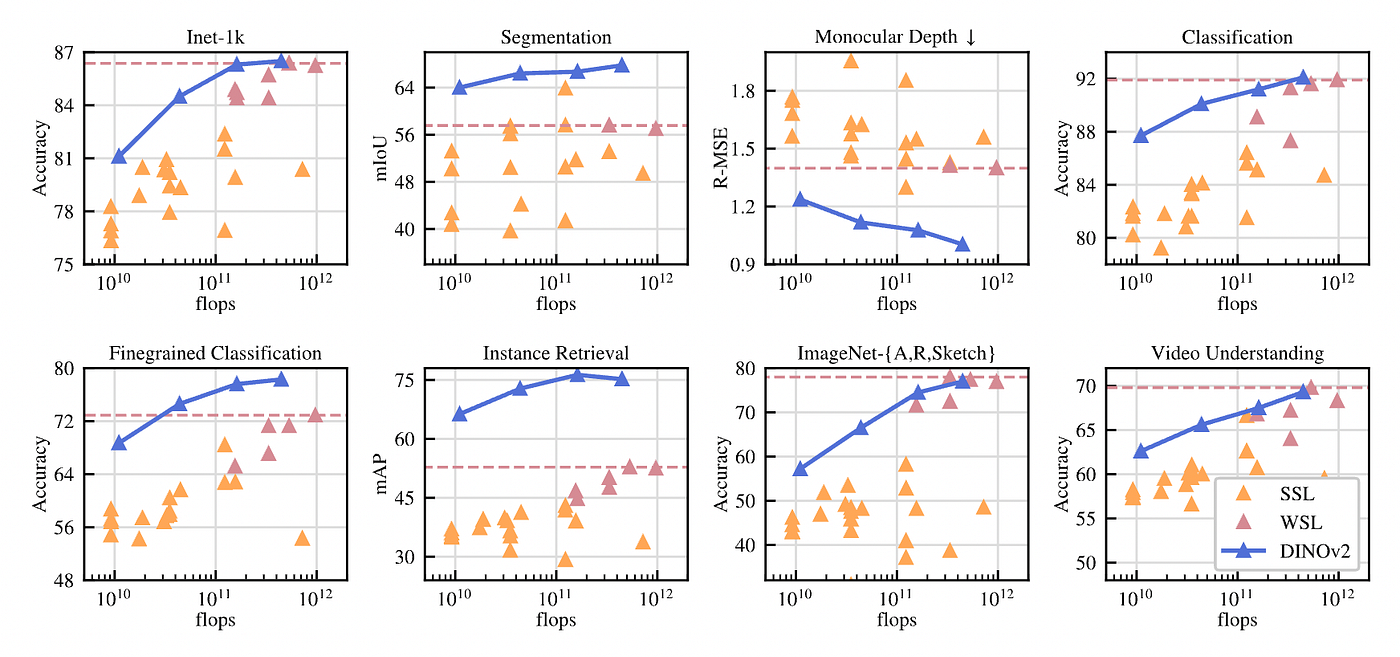 Inet-1k
Accuracy
87
84
81
78
75
10^10
10^11
10^12
flops
Segmentation
mIoU
64
56
48
40
10^10
10^11
10^12
flops
Monocular Depth ↓
R-MSE
1.8
1.5
1.2
0.9
10^10
10^11
10^12
flops
Classification
Accuracy
92
88
84
80
10^10
10^11
10^12
flops
Finegrained Classification
Accuracy
80
72
64
56
48
10^10
10^11
10^12
flops
Instance Retrieval
mAP
75
60
45
30
10^10
10^11
10^12
flops
ImageNet-{A,R,Sketch}
Accuracy
80
70
60
50
40
10^10
10^11
10^12
flops
Video Understanding
Accuracy
70
65
60
55
50
10^10
10^11
10^12
flops
SSL
WSL
DINOv2